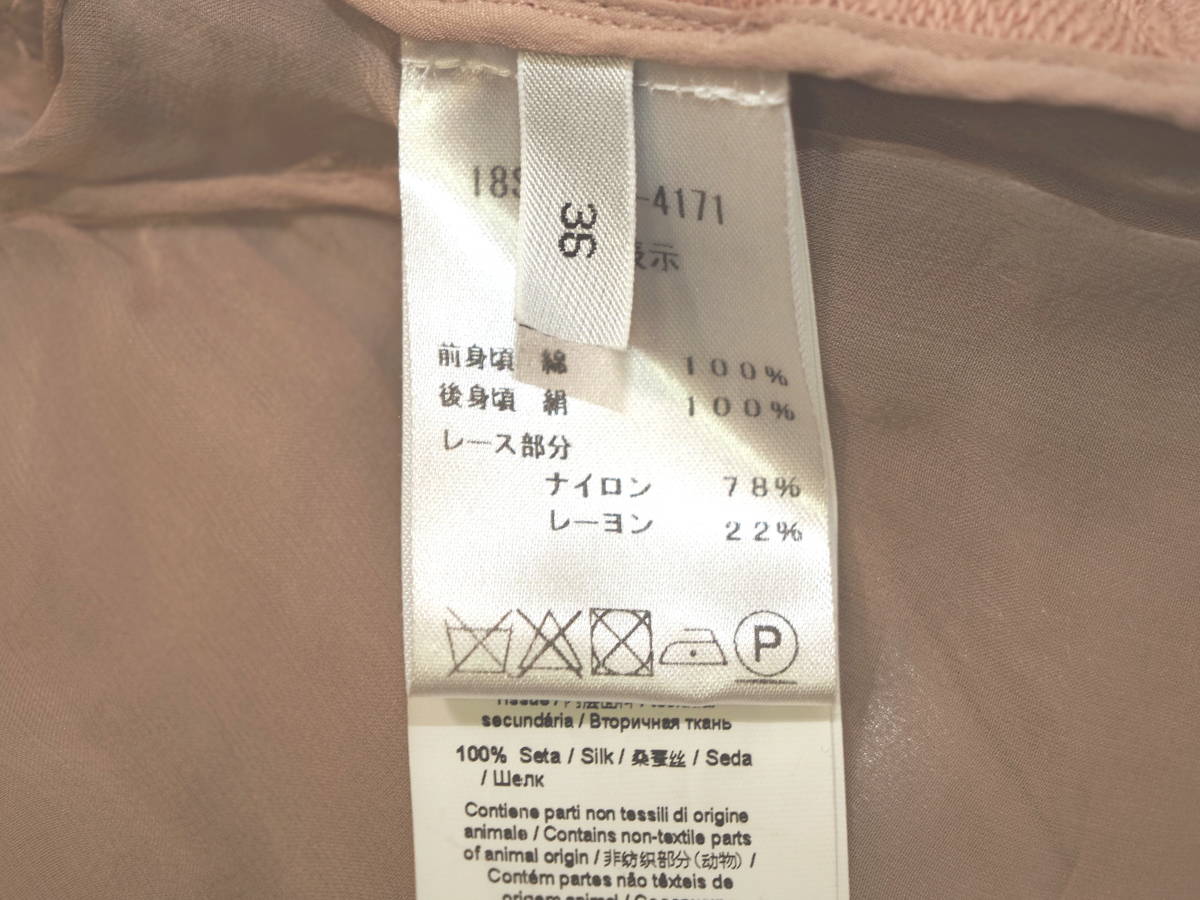 18S -4171
36
表示
前身頃 綿 100%
後身頃 絹 100%
レース部分
ナイロン 78%
レーヨン 22%
P
secundária / Вторичная ткань
100% Seta / Silk / 桑蚕丝 / Seda
/ Шелк
Contiene parti non tessili di origine
animale / Contains non-textile parts
of animal origin / 非纺织部分（动物） /
Contém partes não têxteis de
origem animal /